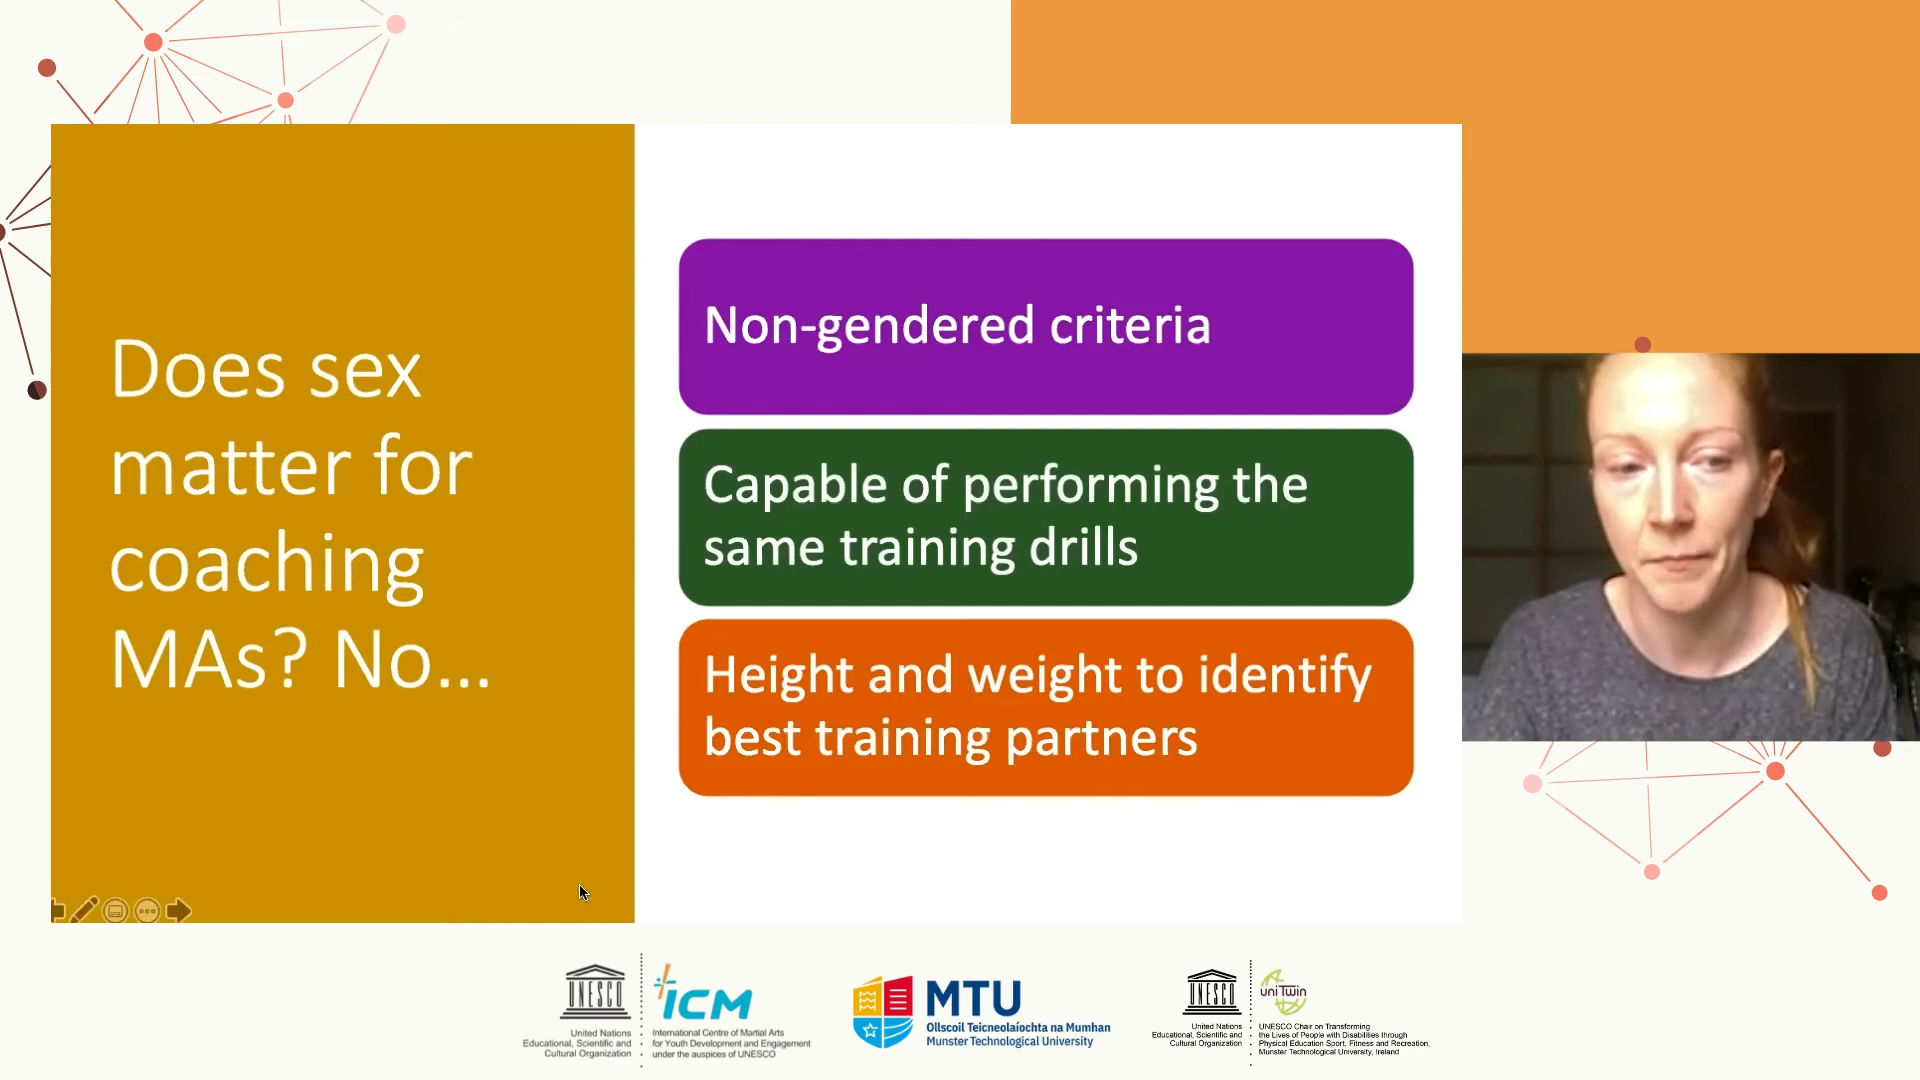 Does sex
matter for
coaching
MAs? No...
Non-gendered criteria
Capable of performing the
same training drills
Height and weight to identify
best training partners
UNESCO
United Nations
Educational, Scientific and
Cultural Organization
ICM
International Centre of Martial Arts
for Youth Development and Engagement
under the auspices of UNESCO
MTU
Ollscoil Teicneolaíochta na Mumhan
Munster Technological University
UNESCO
United Nations
Educational, Scientific and
Cultural Organization
uniTwin
UNESCO Chair on Transforming
the Lives of People with Disabilities through
Physical Education Sport, Fitness and Recreation,
Munster Technological University, Ireland